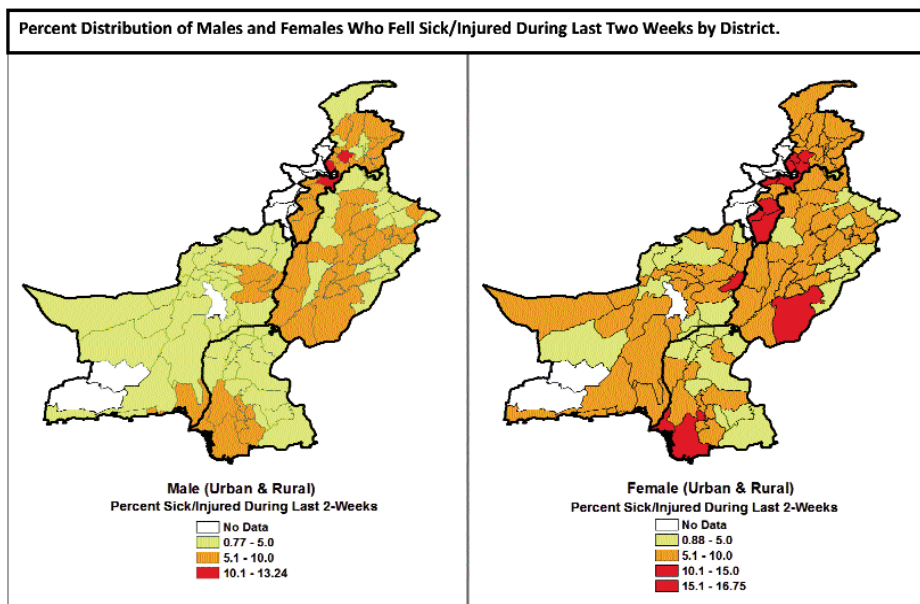 Percent Distribution of Males and Females Who Fell Sick/Injured During Last Two Weeks by District.
Male (Urban & Rural)
Percent Sick/Injured During Last 2-Weeks
No Data
0.77 - 5.0
5.1 - 10.0
10.1 - 13.24
Female (Urban & Rural)
Percent Sick/Injured During Last 2-Weeks
No Data
0.88 - 5.0
5.1 - 10.0
10.1 - 15.0
15.1 - 16.75